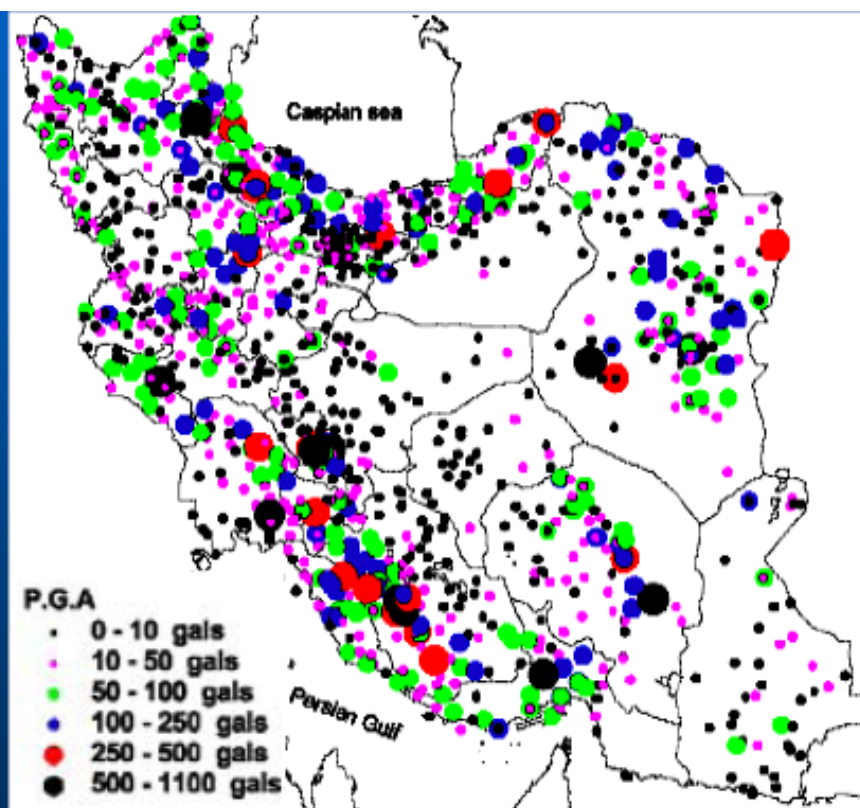 Caspian sea
P.G.A
0 - 10 gals
10 - 50 gals
50 - 100 gals
100 - 250 gals
250 - 500 gals
500 - 1100 gals
Persian Gulf